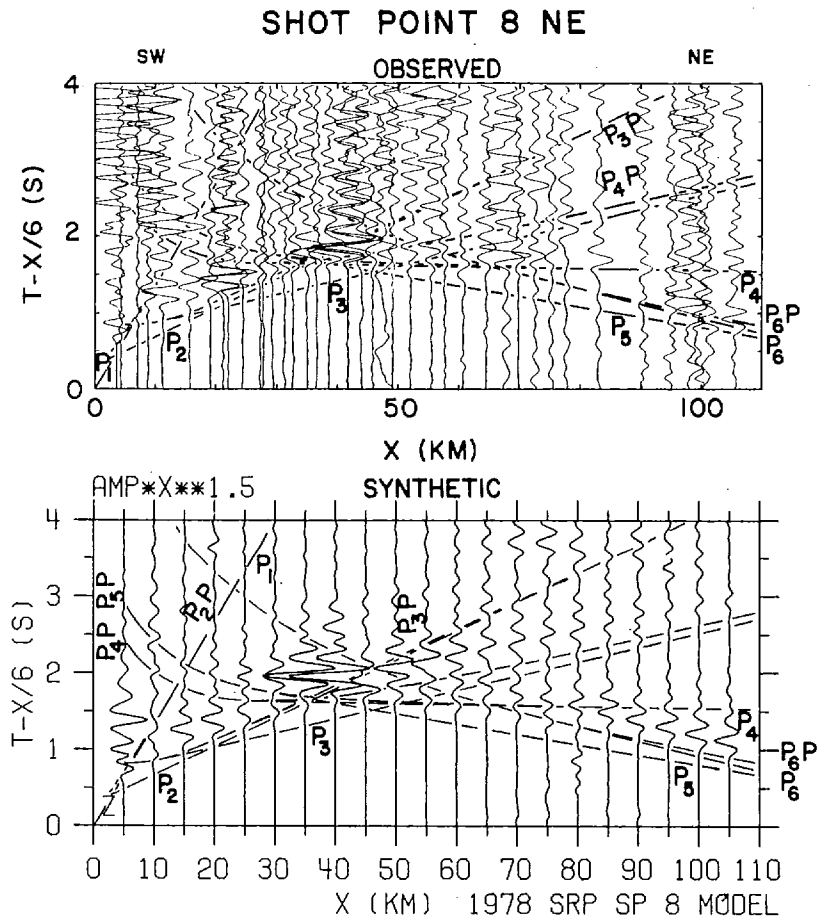 SHOT POINT 8 NE
SW
NE
OBSERVED
4
2
0
T-X/6 (S)
P₃P
P₄P
P₁
P₂
P₃
P₄
P₅
P₆P
P₆
0
50
100
X (KM)
AMP*X**1.5
SYNTHETIC
4
3
2
1
0
T-X/6 (S)
P₅P
P₄P
P₂P
P₁
P₃P
P₂
P₃
P₄
P₅
P₆P
P₆
0 10 20 30 40 50 60 70 80 90 100 110
X (KM) 1978 SRP SP 8 MODEL